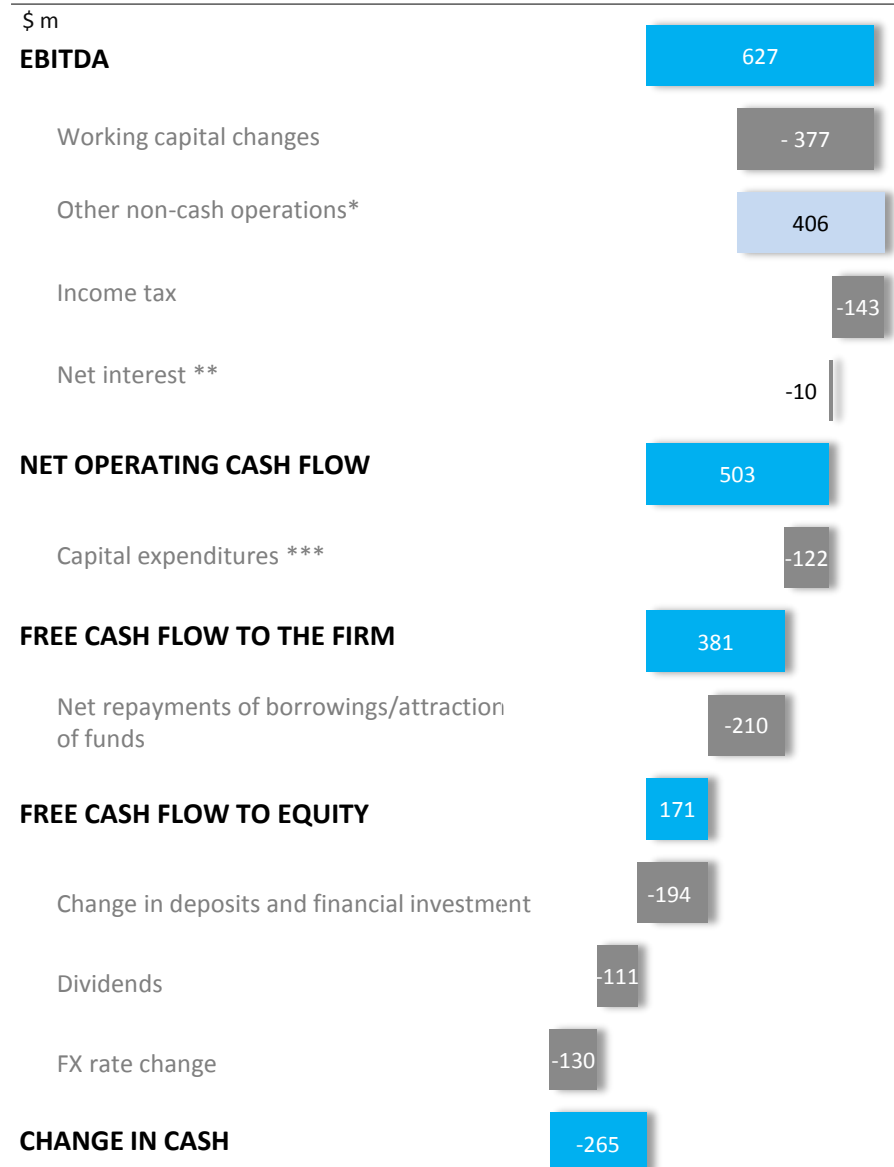 $ m
EBITDA 627
Working capital changes - 377
Other non-cash operations* 406
Income tax -143
Net interest ** -10
NET OPERATING CASH FLOW 503
Capital expenditures *** -122
FREE CASH FLOW TO THE FIRM 381
Net repayments of borrowings/attraction
of funds -210
FREE CASH FLOW TO EQUITY 171
Change in deposits and financial investment -194
Dividends -111
FX rate change -130
CHANGE IN CASH -265